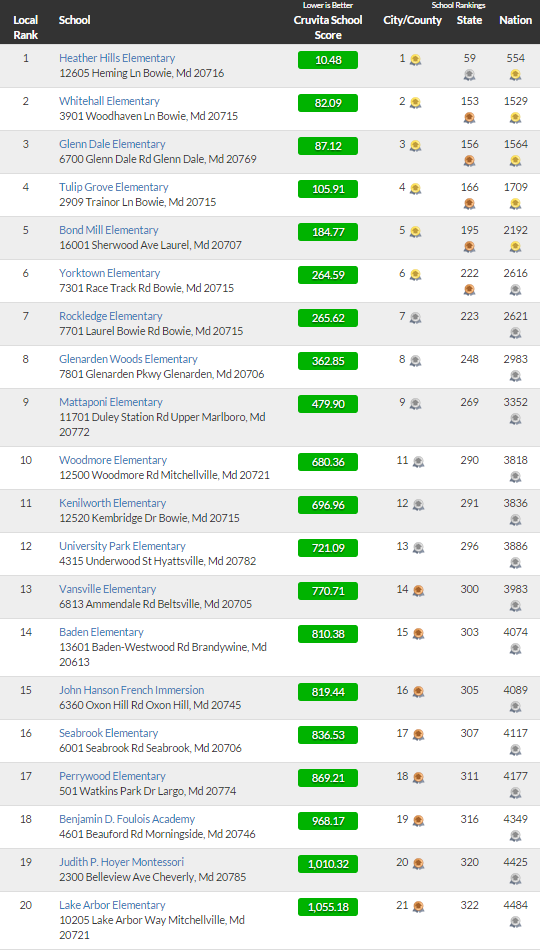 Lower is Better School Rankings
Local School Cruvita School City/County State Nation
Rank Score
1 Heather Hills Elementary 10.48 1 59 554
12605 Heming Ln Bowie, Md 20716
2 Whitehall Elementary 82.09 2 153 1529
3901 Woodhaven Ln Bowie, Md 20715
3 Glenn Dale Elementary 87.12 3 156 1564
6700 Glenn Dale Rd Glenn Dale, Md 20769
4 Tulip Grove Elementary 105.91 4 166 1709
2909 Trainor Ln Bowie, Md 20715
5 Bond Mill Elementary 184.77 5 195 2192
16001 Sherwood Ave Laurel, Md 20707
6 Yorktown Elementary 264.59 6 222 2616
7301 Race Track Rd Bowie, Md 20715
7 Rockledge Elementary 265.62 7 223 2621
7701 Laurel Bowie Rd Bowie, Md 20715
8 Glenarden Woods Elementary 362.85 8 248 2983
7801 Glenarden Pkwy Glenarden, Md 20706
9 Mattaponi Elementary 479.90 9 269 3352
11701 Duley Station Rd Upper Marlboro, Md
20772
10 Woodmore Elementary 680.36 11 290 3818
12500 Woodmore Rd Mitchellville, Md 20721
11 Kenilworth Elementary 696.96 12 291 3836
12520 Kembridge Dr Bowie, Md 20715
12 University Park Elementary 721.09 13 296 3886
4315 Underwood St Hyattsville, Md 20782
13 Vansville Elementary 770.71 14 300 3983
6813 Ammendale Rd Beltsville, Md 20705
14 Baden Elementary 810.38 15 303 4074
13601 Baden-Westwood Rd Brandywine, Md
20613
15 John Hanson French Immersion 819.44 16 305 4089
6360 Oxon Hill Rd Oxon Hill, Md 20745
16 Seabrook Elementary 836.53 17 307 4117
6001 Seabrook Rd Seabrook, Md 20706
17 Perrywood Elementary 869.21 18 311 4177
501 Watkins Park Dr Largo, Md 20774
18 Benjamin D. Foulois Academy 968.17 19 316 4349
4601 Beauford Rd Morningside, Md 20746
19 Judith P. Hoyer Montessori 1,010.32 20 320 4425
2300 Belleview Ave Cheverly, Md 20785
20 Lake Arbor Elementary 1,055.18 21 322 4484
10205 Lake Arbor Way Mitchellville, Md
20721